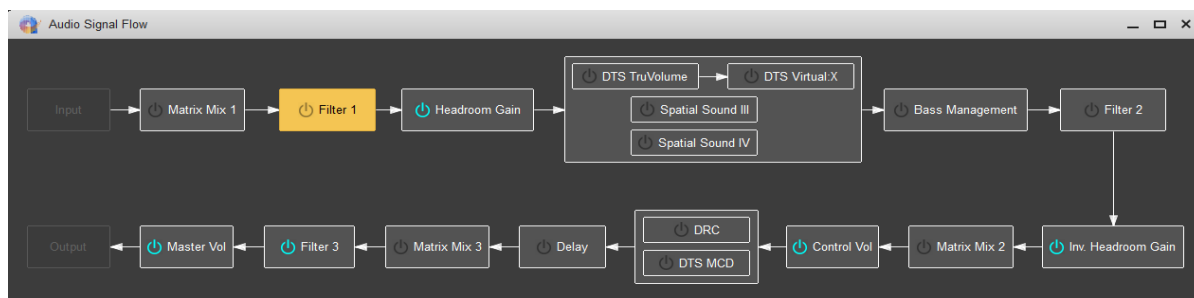 Audio Signal Flow
Input
Matrix Mix 1
Filter 1
Headroom Gain
DTS TruVolume
DTS Virtual:X
Spatial Sound III
Spatial Sound IV
Bass Management
Filter 2
Inv. Headroom Gain
Matrix Mix 2
Control Vol
DRC
DTS MCD
Delay
Matrix Mix 3
Filter 3
Master Vol
Output